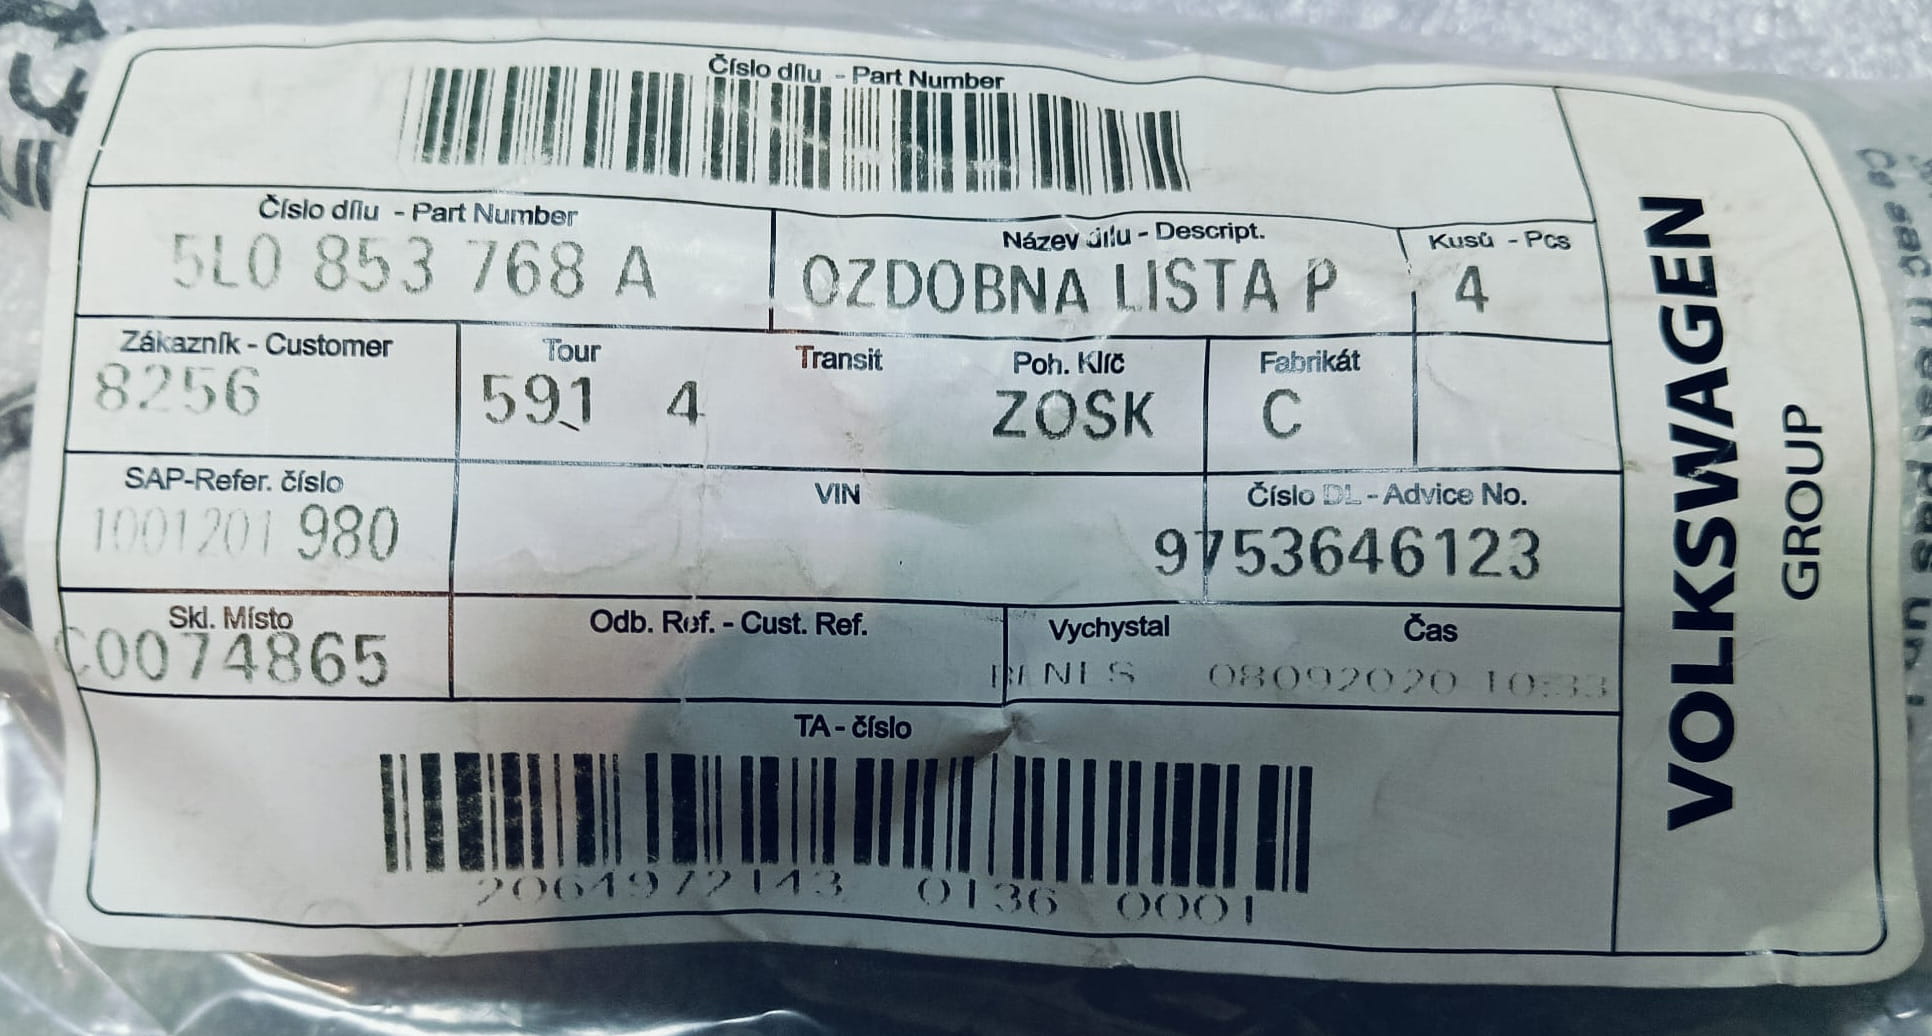 Číslo dílu - Part Number
Číslo dílu - Part Number
5L0 853 768 A
Název dílu - Descript.
OZDOBNA LISTA P
Kusů - Pcs
4
Zákazník - Customer
8256
Tour
591 4
Transit
Poh. Klíč
ZOSK
Fabrikát
C
SAP-Refer. číslo
1001201980
VIN
Číslo DL - Advice No.
9753646123
Skl. Místo
C0074865
Odb. Ref. - Cust. Ref.
Vychystal
Čas
08092020 10:33
TA - číslo
2064972143 0136 0001
VOLKSWAGEN
GROUP